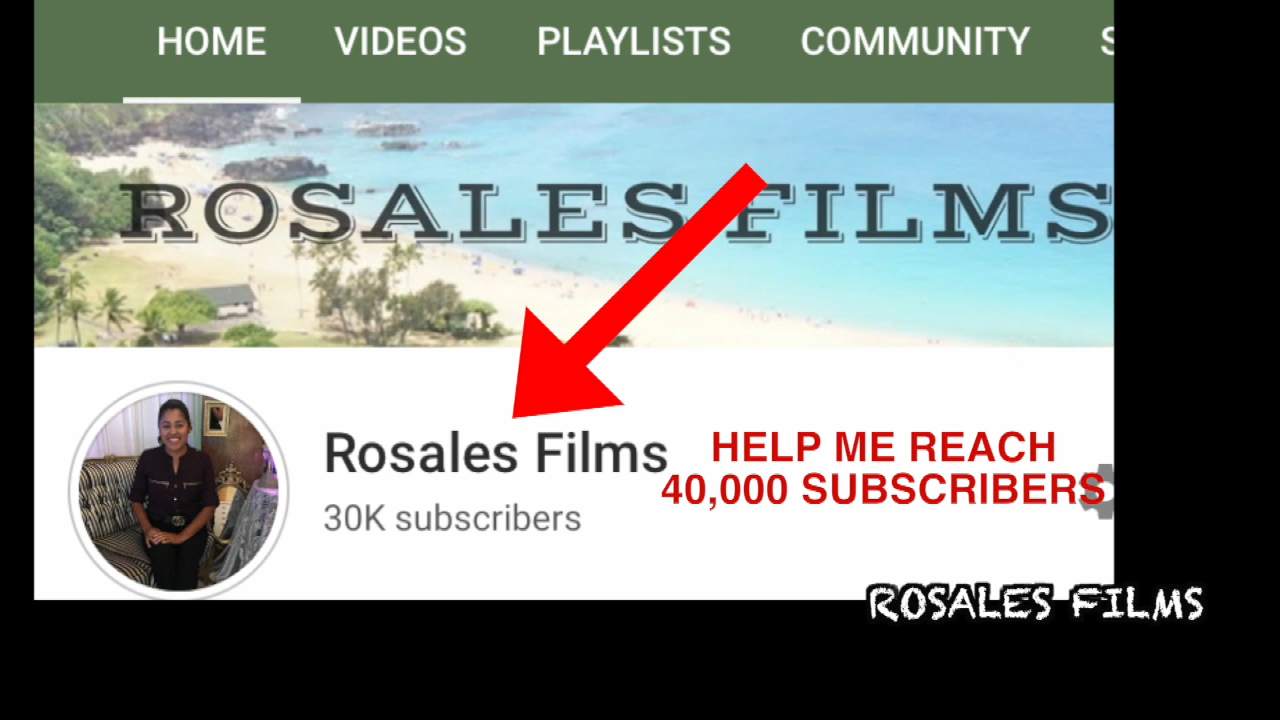 HOME VIDEOS PLAYLISTS COMMUNITY S
ROSALES FILMS
Rosales Films
30K subscribers
HELP ME REACH
40,000 SUBSCRIBERS
ROSALES FILMS